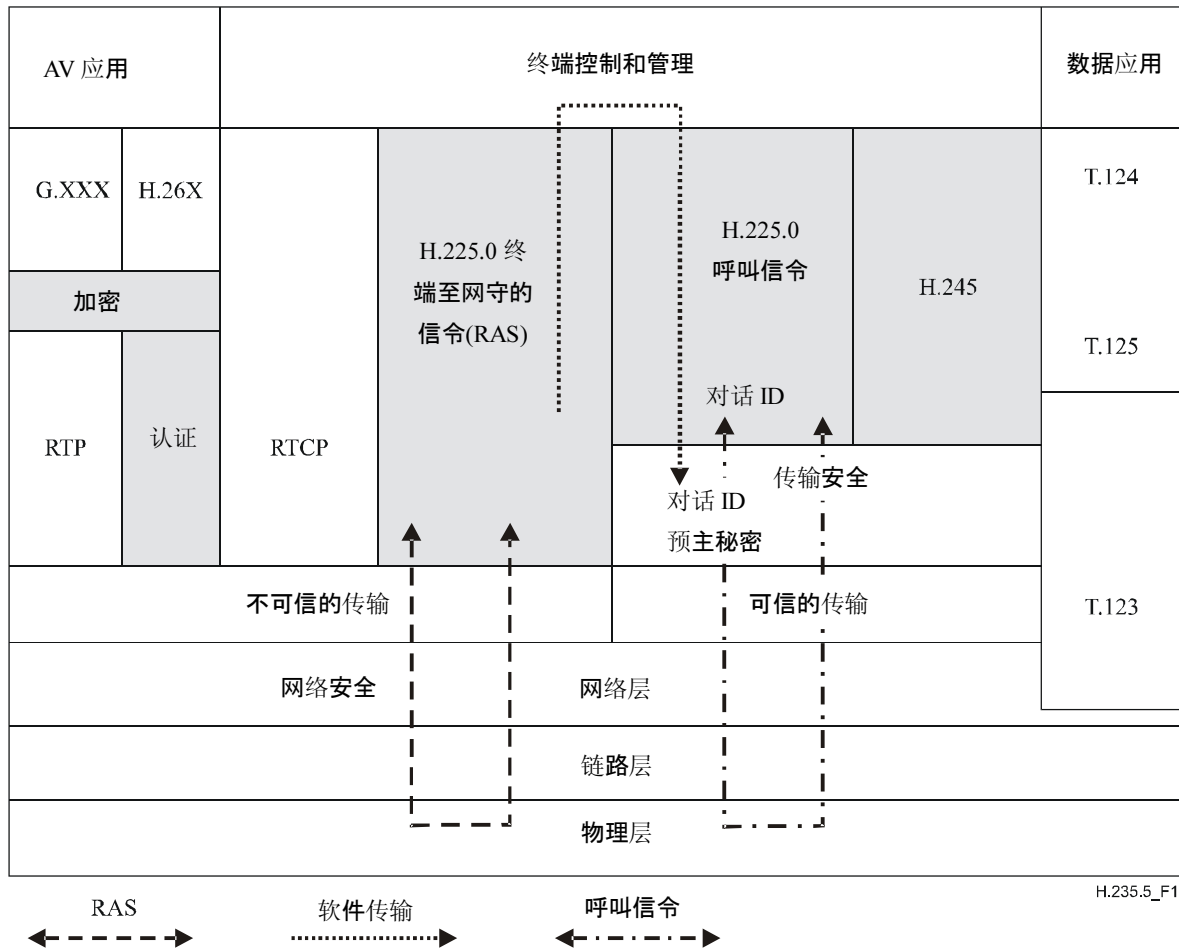 AV 应用
终端控制和管理
数据应用
G.XXX
H.26X
T.124
H.225.0 终
端至网守的
信令(RAS)
H.225.0
呼叫信令
H.245
加密
T.125
RTP
认证
RTCP
对话 ID
传输安全
对话 ID
预主秘密
不可信的传输
可信的传输
T.123
网络安全
网络层
链路层
物理层
H.235.5_F1
RAS
软件传输
呼叫信令